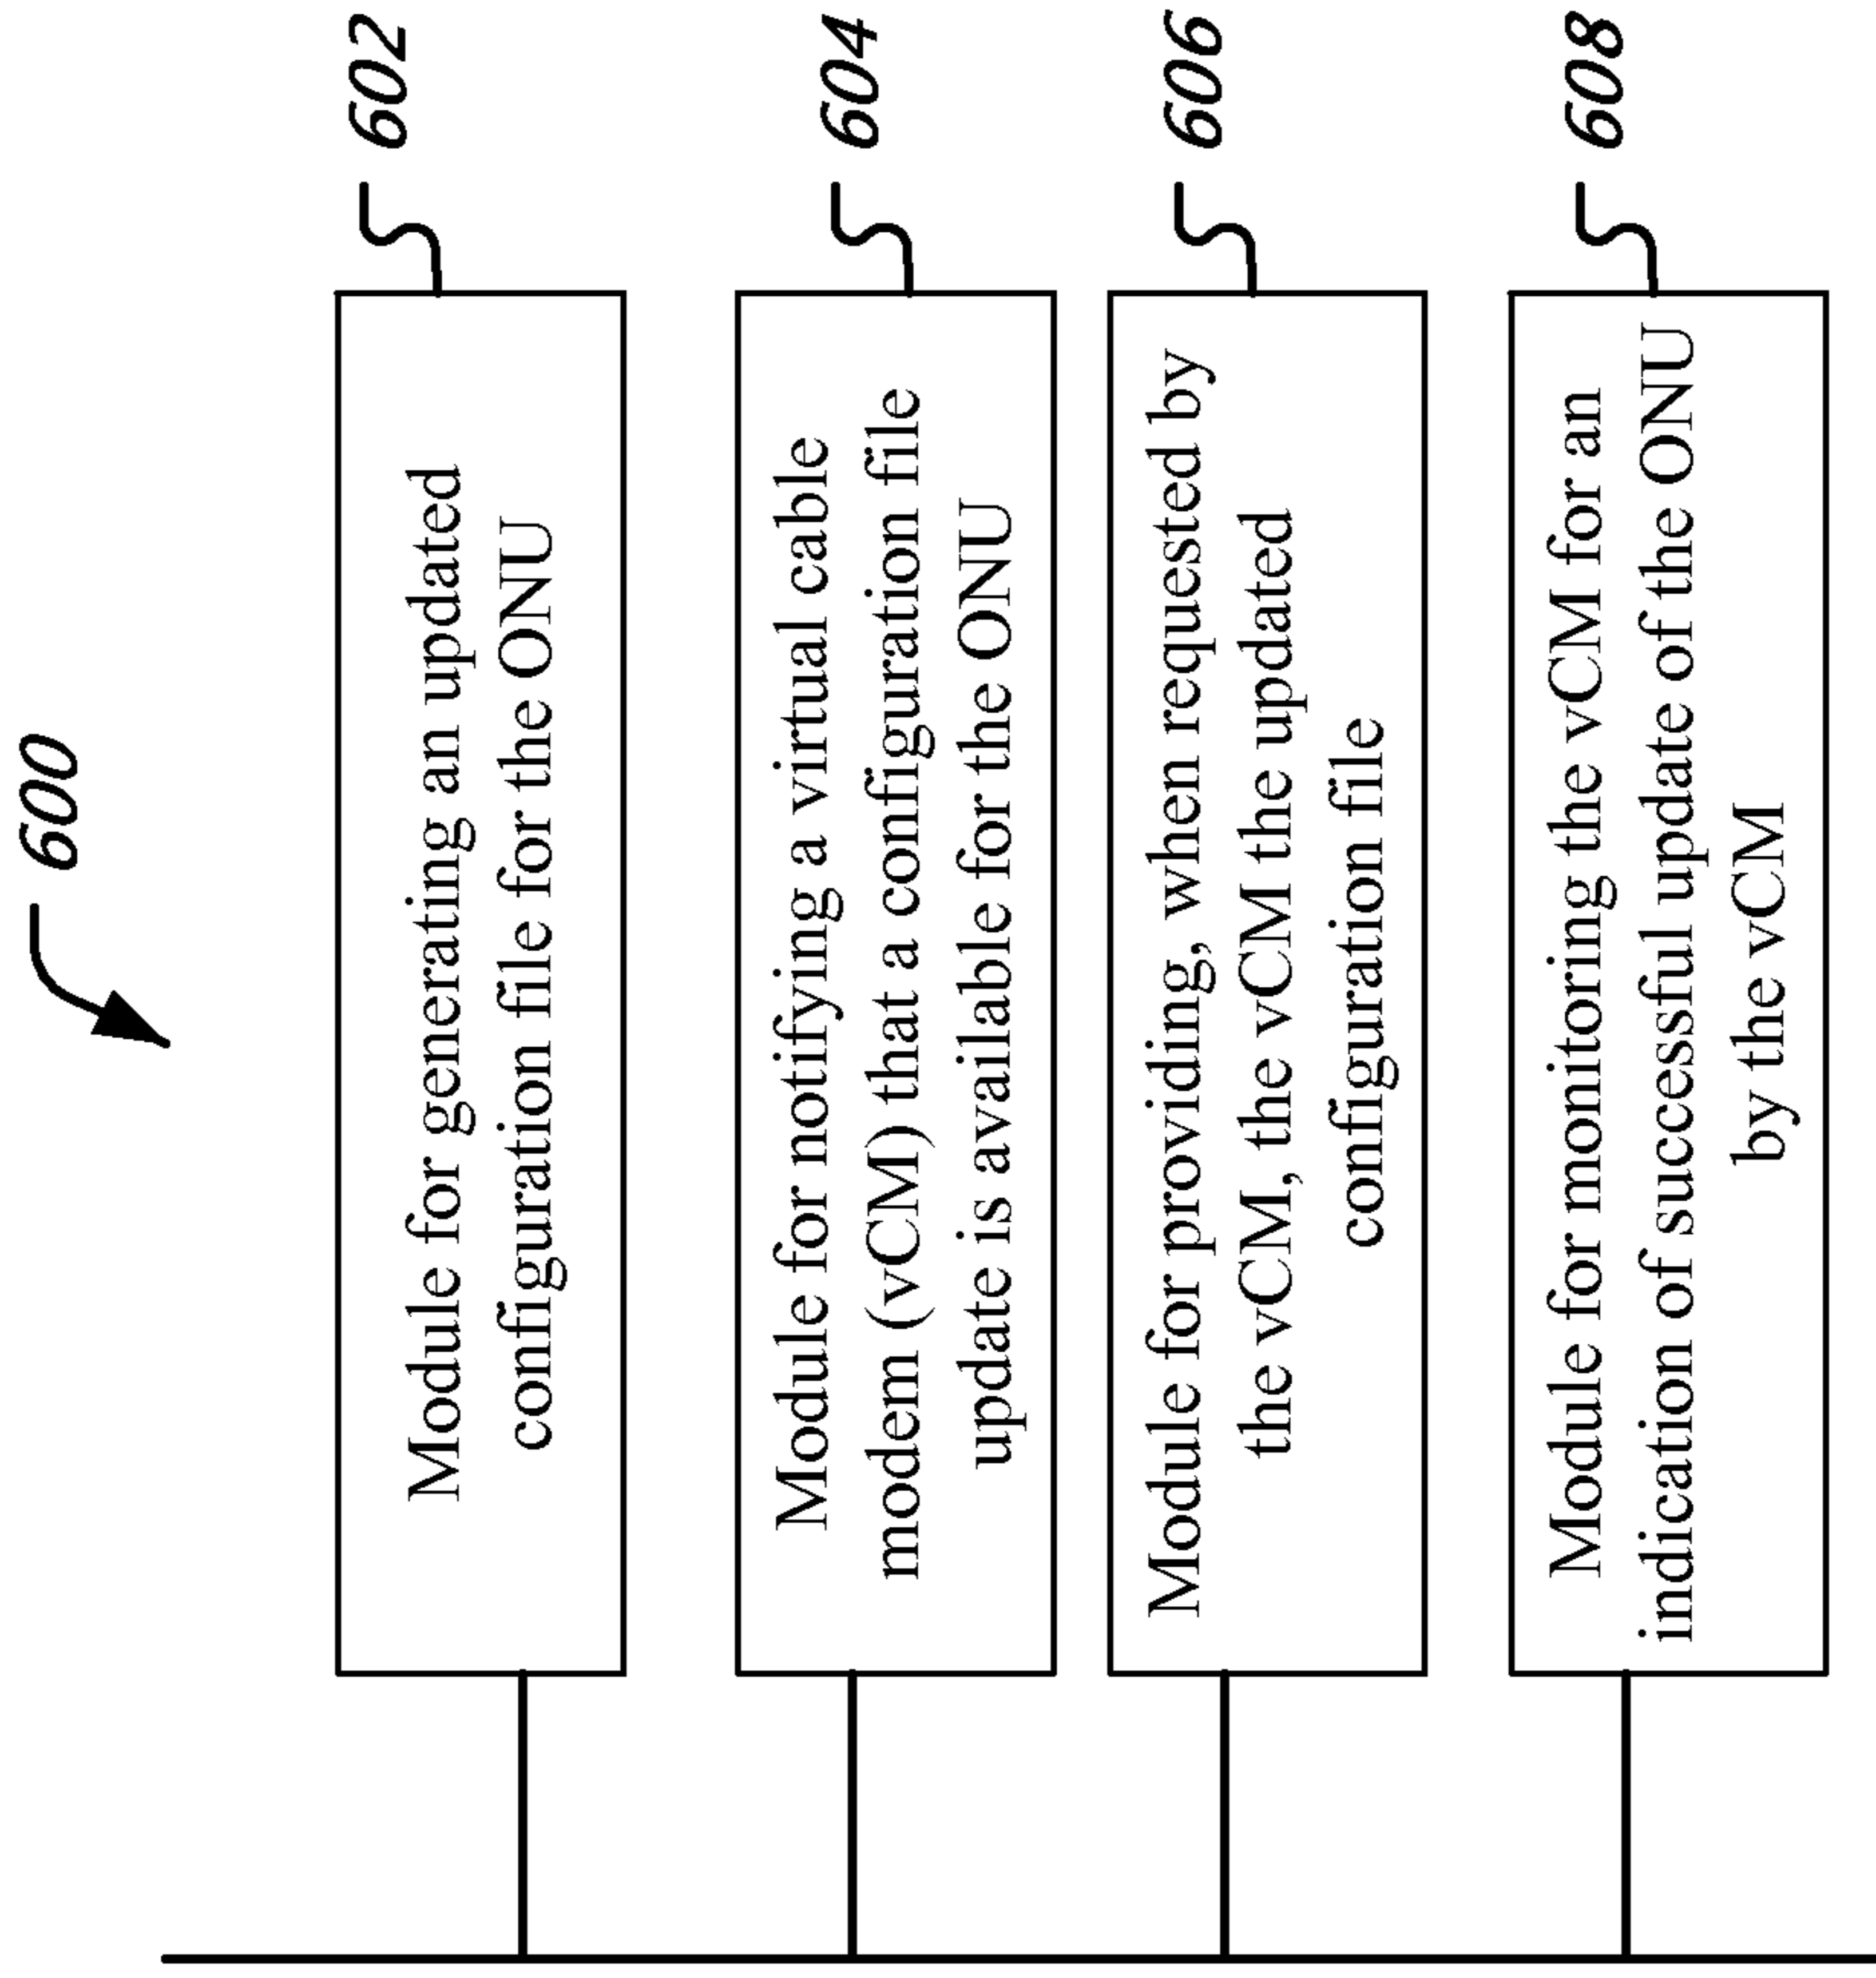 600
602
Module for generating an updated
configuration file for the ONU
604
Module for notifying a virtual cable
modem (vCM) that a configuration file
update is available for the ONU
606
Module for providing, when requested by
the vCM, the vCM the updated
configuration file
608
Module for monitoring the vCM for an
indication of successful update of the ONU
by the vCM